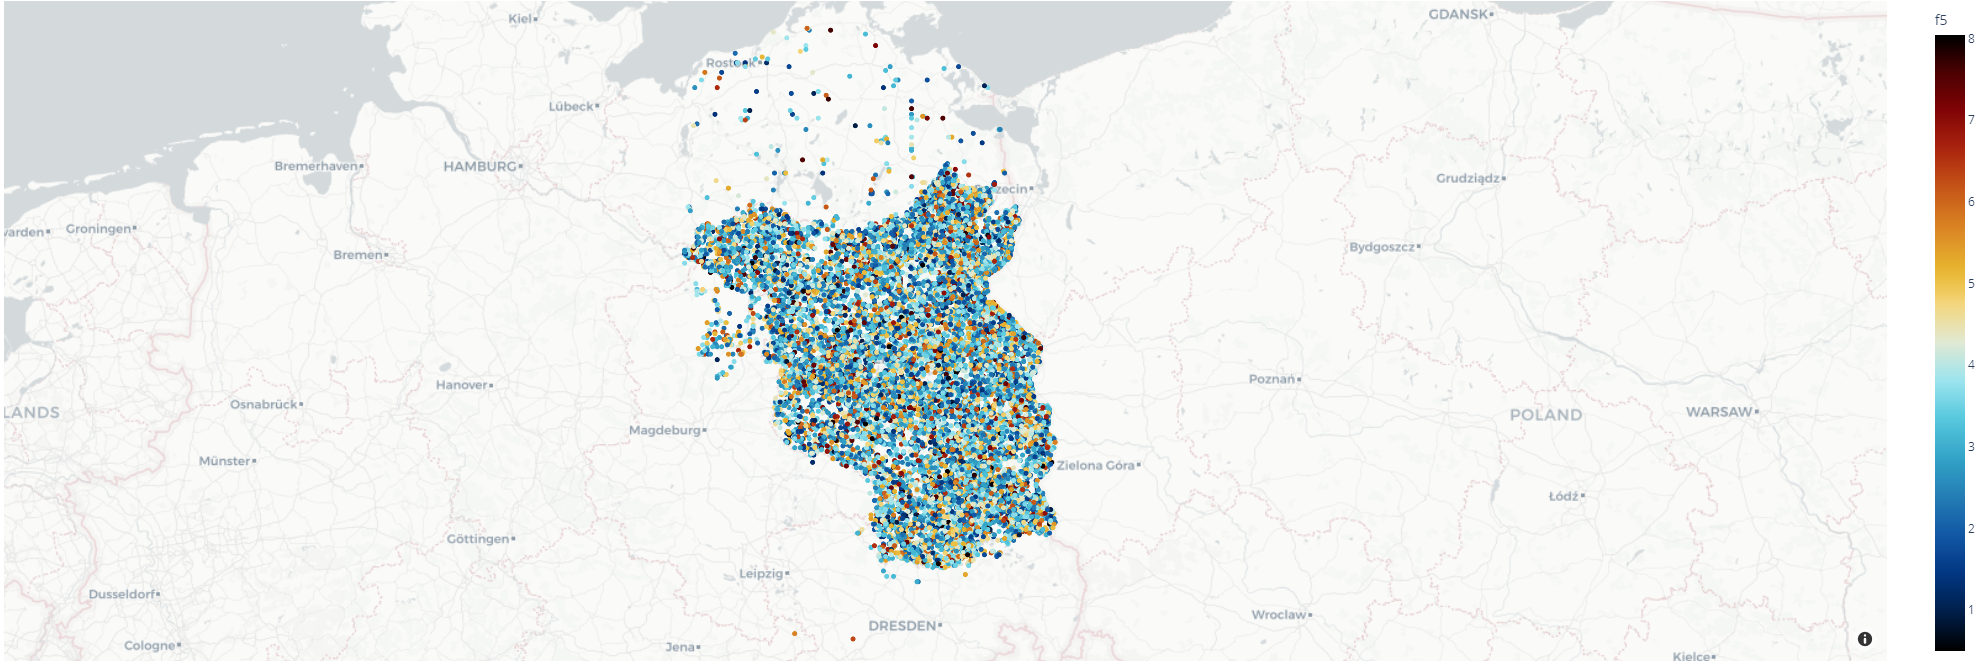 Kiel
GDANSK
f5
8
Rostock
Lübeck
7
Bremerhaven
HAMBURG
Grudziądz
zecin
6
varden
Groningen
Bremen
Bydgoszcz
5
Hanover
Poznań
4
Osnabrück
LANDS
POLAND
WARSAW
Magdeburg
3
Münster
Zielona Góra
Łódź
2
Göttingen
Leipzig
Dusseldorf
1
Wroclaw
DRESDEN
Cologne
Jena
Kielce
i